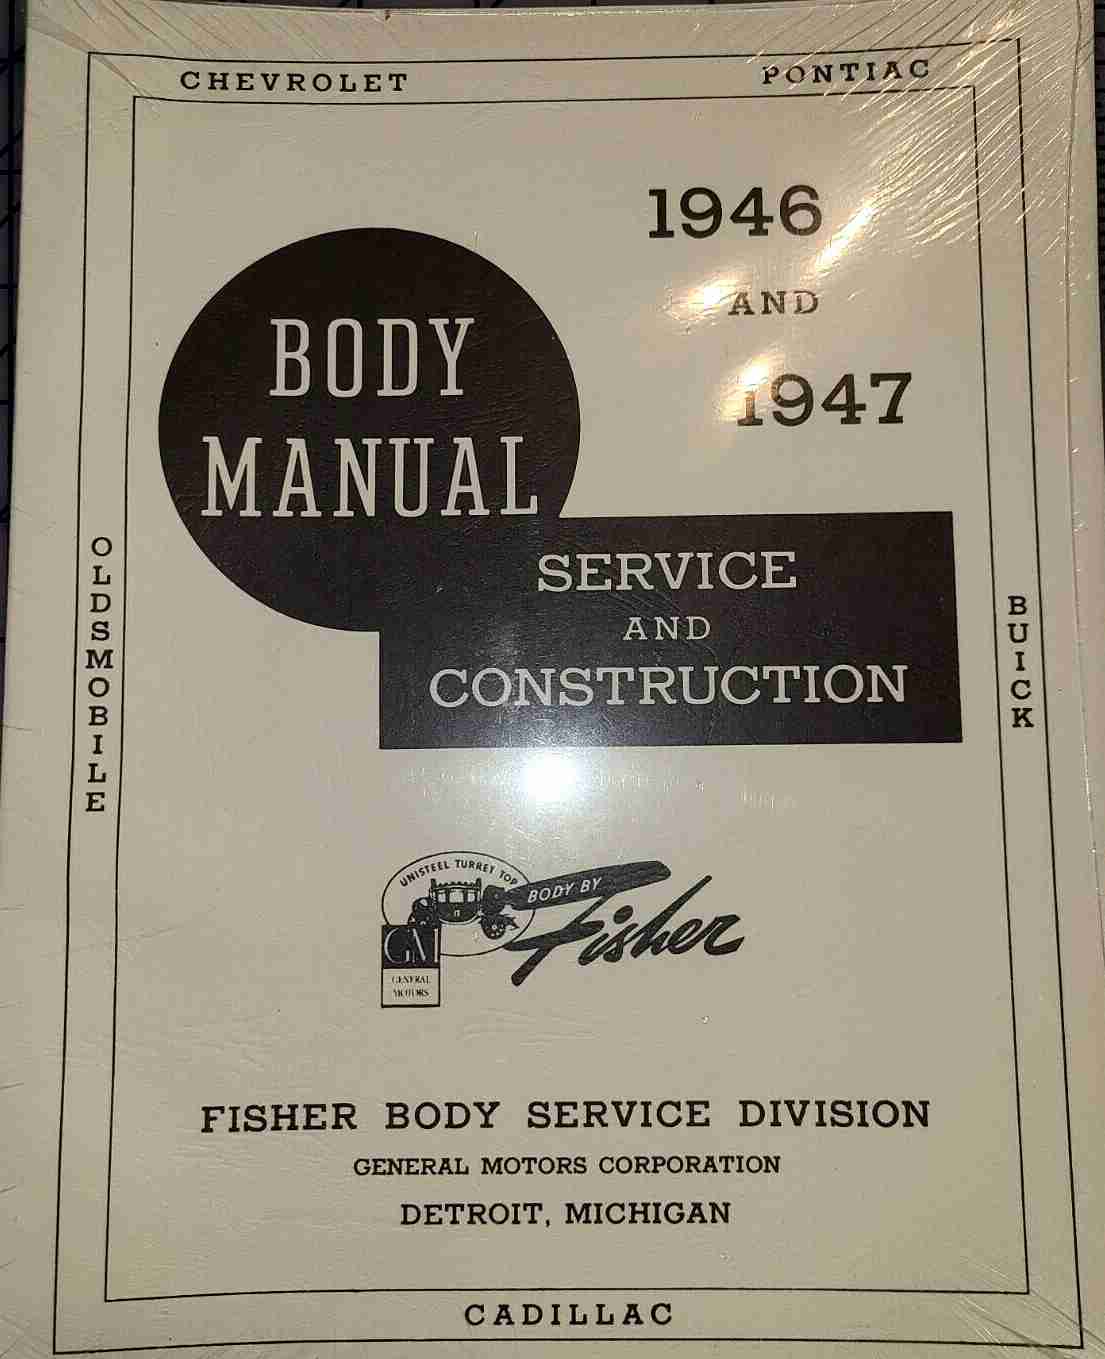 CHEVROLET
PONTIAC
1946
AND
1947
BODY
MANUAL
SERVICE
AND
CONSTRUCTION
OLDSMOBILE
BUICK
UNISTEEL TURRET TOP
BODY BY
Fisher
GM
GENERAL
MOTORS
FISHER BODY SERVICE DIVISION
GENERAL MOTORS CORPORATION
DETROIT, MICHIGAN
CADILLAC